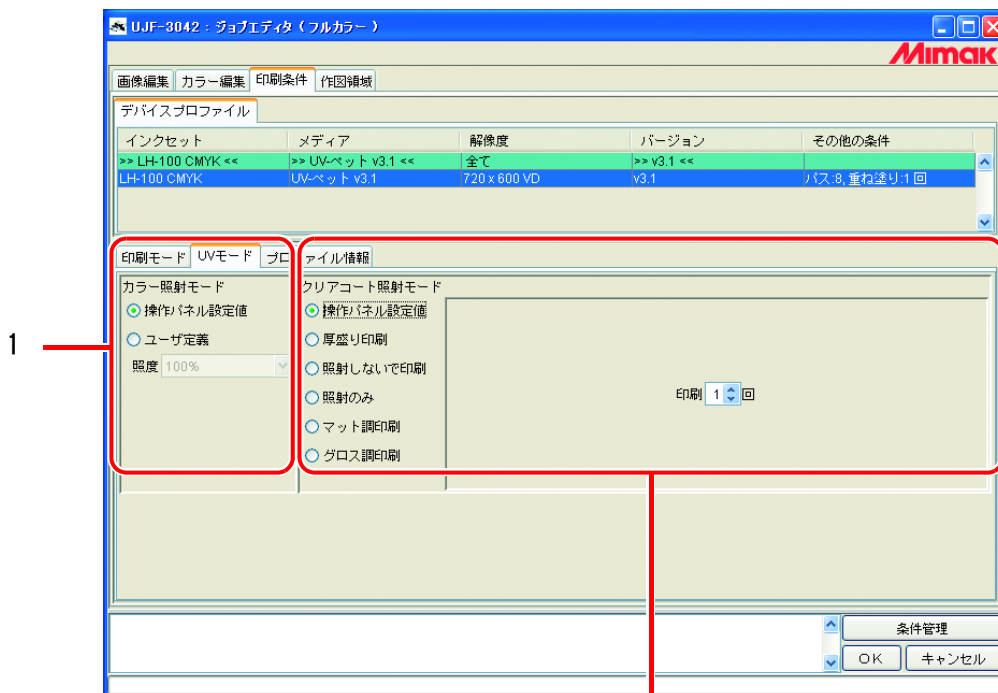 UJF-3042 : ジョブエディタ ( フルカラー )
Mimak
画像編集 カラー編集 印刷条件 作図領域
デバイスプロファイル
インクセット メディア 解像度 バージョン その他の条件
>> LH-100 CMYK << >> UV-ペット v3.1 << 全て >> v3.1 <<
LH-100 CMYK UV-ペット v3.1 720 x 600 VD v3.1 パス:8, 重ね塗り:1 回
印刷モード UVモード プロファイル情報
カラー照射モード クリアコート照射モード
操作パネル設定値 操作パネル設定値
ユーザ定義 厚盛り印刷
照度 100% 照射しないで印刷
照射のみ 印刷 1 回
マット調印刷
グロス調印刷
1
条件管理
OK キャンセル